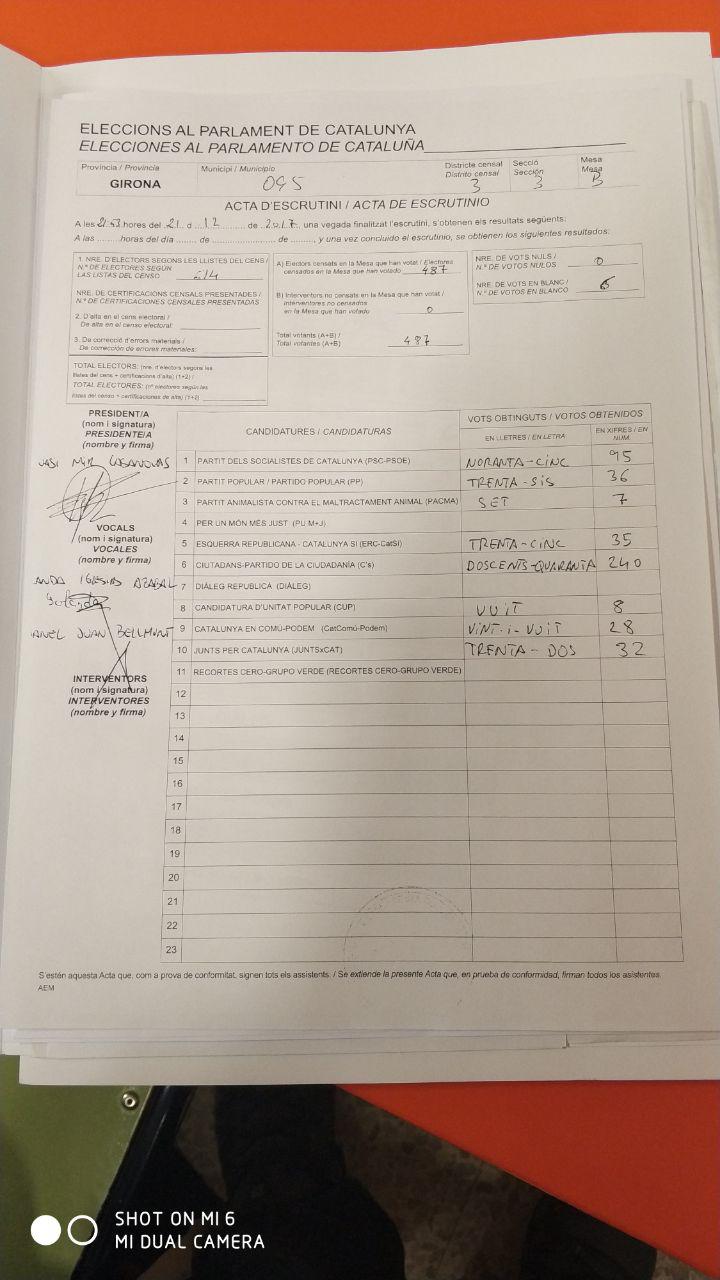 ELECCIONS AL PARLAMENT DE CATALUNYA
ELECCIONES AL PARLAMENTO DE CATALUÑA
Província / Provincia
GIRONA
Municipi / Municipio
095
Districte censal
Distrito censal
3
Secció
Sección
3
Mesa
Mesa
B
ACTA D'ESCRUTINI / ACTA DE ESCRUTINIO
A les 21:53 hores del 21 d 12 de 2017, una vegada finalitzat l'escrutini, s'obtenen els resultats següents:
A las ........ horas del día ....... de ................ de ........, y una vez concluido el escrutinio, se obtienen los siguientes resultados:
1. NRE. D'ELECTORS SEGONS LES LLISTES DEL CENS /
N.º DE ELECTORES SEGÚN
LAS LISTAS DEL CENSO
NRE. DE CERTIFICACIONS CENSALS PRESENTADES /
N.º DE CERTIFICACIONES CENSALES PRESENTADAS
2. D'alta en el cens electoral /
De alta en el censo electoral:
3. De correcció d'errors materials /
De corrección de errores materiales:
TOTAL ELECTORS: (nre. d'electors segons les
llistes del cens + certificacions d'alta) (1+2) /
TOTAL ELECTORES: (nº electores según las
listas del censo + certificaciones de alta) (1+2)
A) Electors censats en la Mesa que han votat / Electores
censados en la Mesa que han votado 487
B) Interventors no censats en la Mesa que han votat /
Interventores no censados
en la Mesa que han votado 0
Total votants (A+B) /
Total votantes (A+B) 487
NRE. DE VOTS NULS /
N.º DE VOTOS NULOS 0
NRE. DE VOTS EN BLANC /
N.º DE VOTOS EN BLANCO 6
PRESIDENT/A
(nom i signatura)
PRESIDENTE/A
(nombre y firma)
VOCALS
(nom i signatura)
VOCALES
(nombre y firma)
IGLESIAS
JUAN BELLMUNT
INTERVENTORS
(nom i signatura)
INTERVENTORES
(nombre y firma)
CANDIDATURES / CANDIDATURAS
VOTS OBTINGUTS / VOTOS OBTENIDOS
EN LLETRES / EN LETRA
EN XIFRES / EN NÚM.
1 PARTIT DELS SOCIALISTES DE CATALUNYA (PSC-PSOE) NORANTA-CINC 95
2 PARTIT POPULAR / PARTIDO POPULAR (PP) TRENTA-SIS 36
3 PARTIT ANIMALISTA CONTRA EL MALTRACTAMENT ANIMAL (PACMA) SET 7
4 PER UN MÓN MÉS JUST (PU M+J)
5 ESQUERRA REPUBLICANA - CATALUNYA SÍ (ERC-CatSí) TRENTA-CINC 35
6 CIUTADANS-PARTIDO DE LA CIUDADANÍA (C's) DOSCENTS-QUARANTA 240
7 DIÀLEG REPUBLICÀ (DIÀLEG)
8 CANDIDATURA D'UNITAT POPULAR (CUP) VUIT 8
9 CATALUNYA EN COMÚ-PODEM (CatComú-Podem) VINT-I-VUIT 28
10 JUNTS PER CATALUNYA (JUNTSxCAT) TRENTA-DOS 32
11 RECORTES CERO-GRUPO VERDE (RECORTES CERO-GRUPO VERDE)
12
13
14
15
16
17
18
19
20
21
22
23
S'estén aquesta Acta que, com a prova de conformitat, signen tots els assistents. / Se extiende la presente Acta que, en prueba de conformidad, firman todos los asistentes.
AEM
SHOT ON MI 6
MI DUAL CAMERA